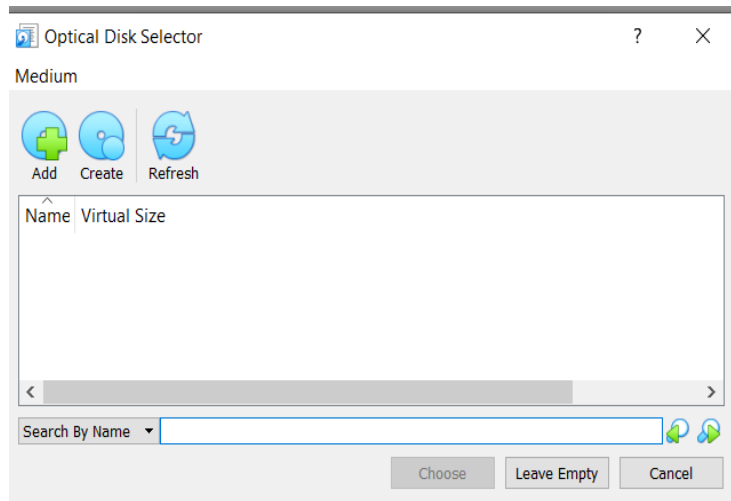 Optical Disk Selector ?
Medium
Add Create Refresh
Name Virtual Size
Search By Name
Choose Leave Empty Cancel